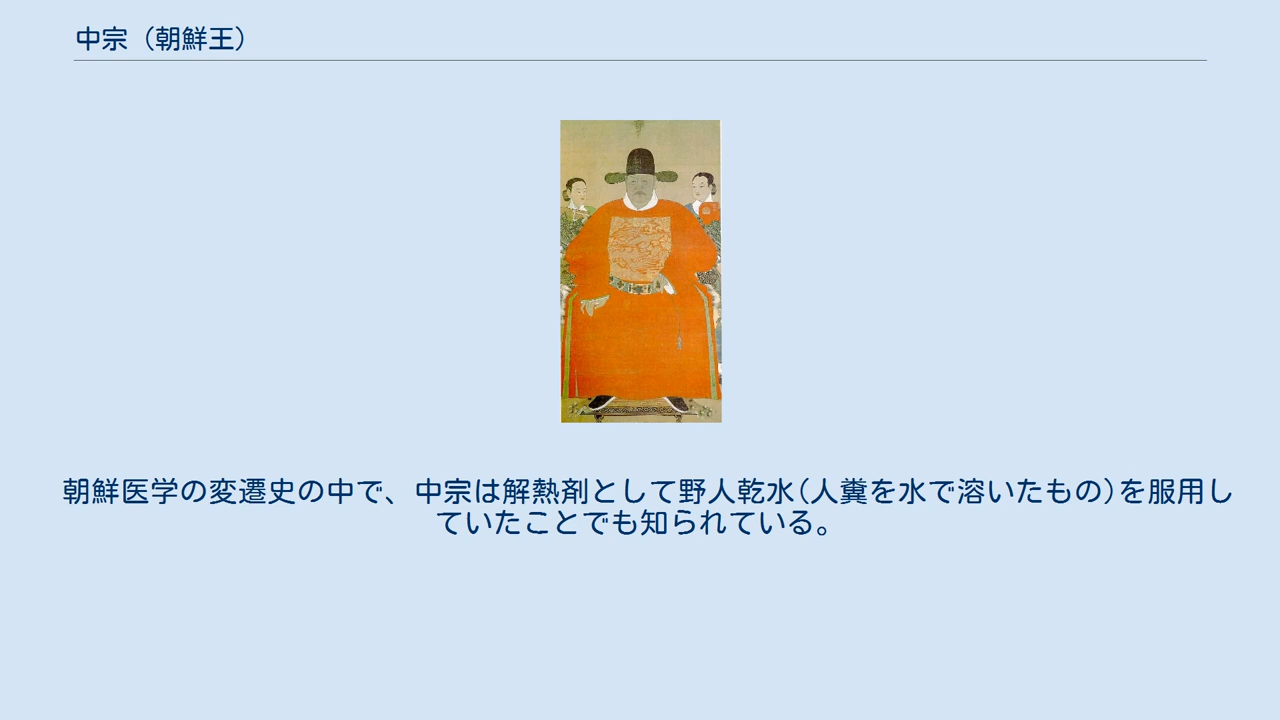 中宗（朝鮮王）
朝鮮医学の変遷史の中で、中宗は解熱剤として野人乾水(人糞を水で溶いたもの)を服用し
ていたことでも知られている。